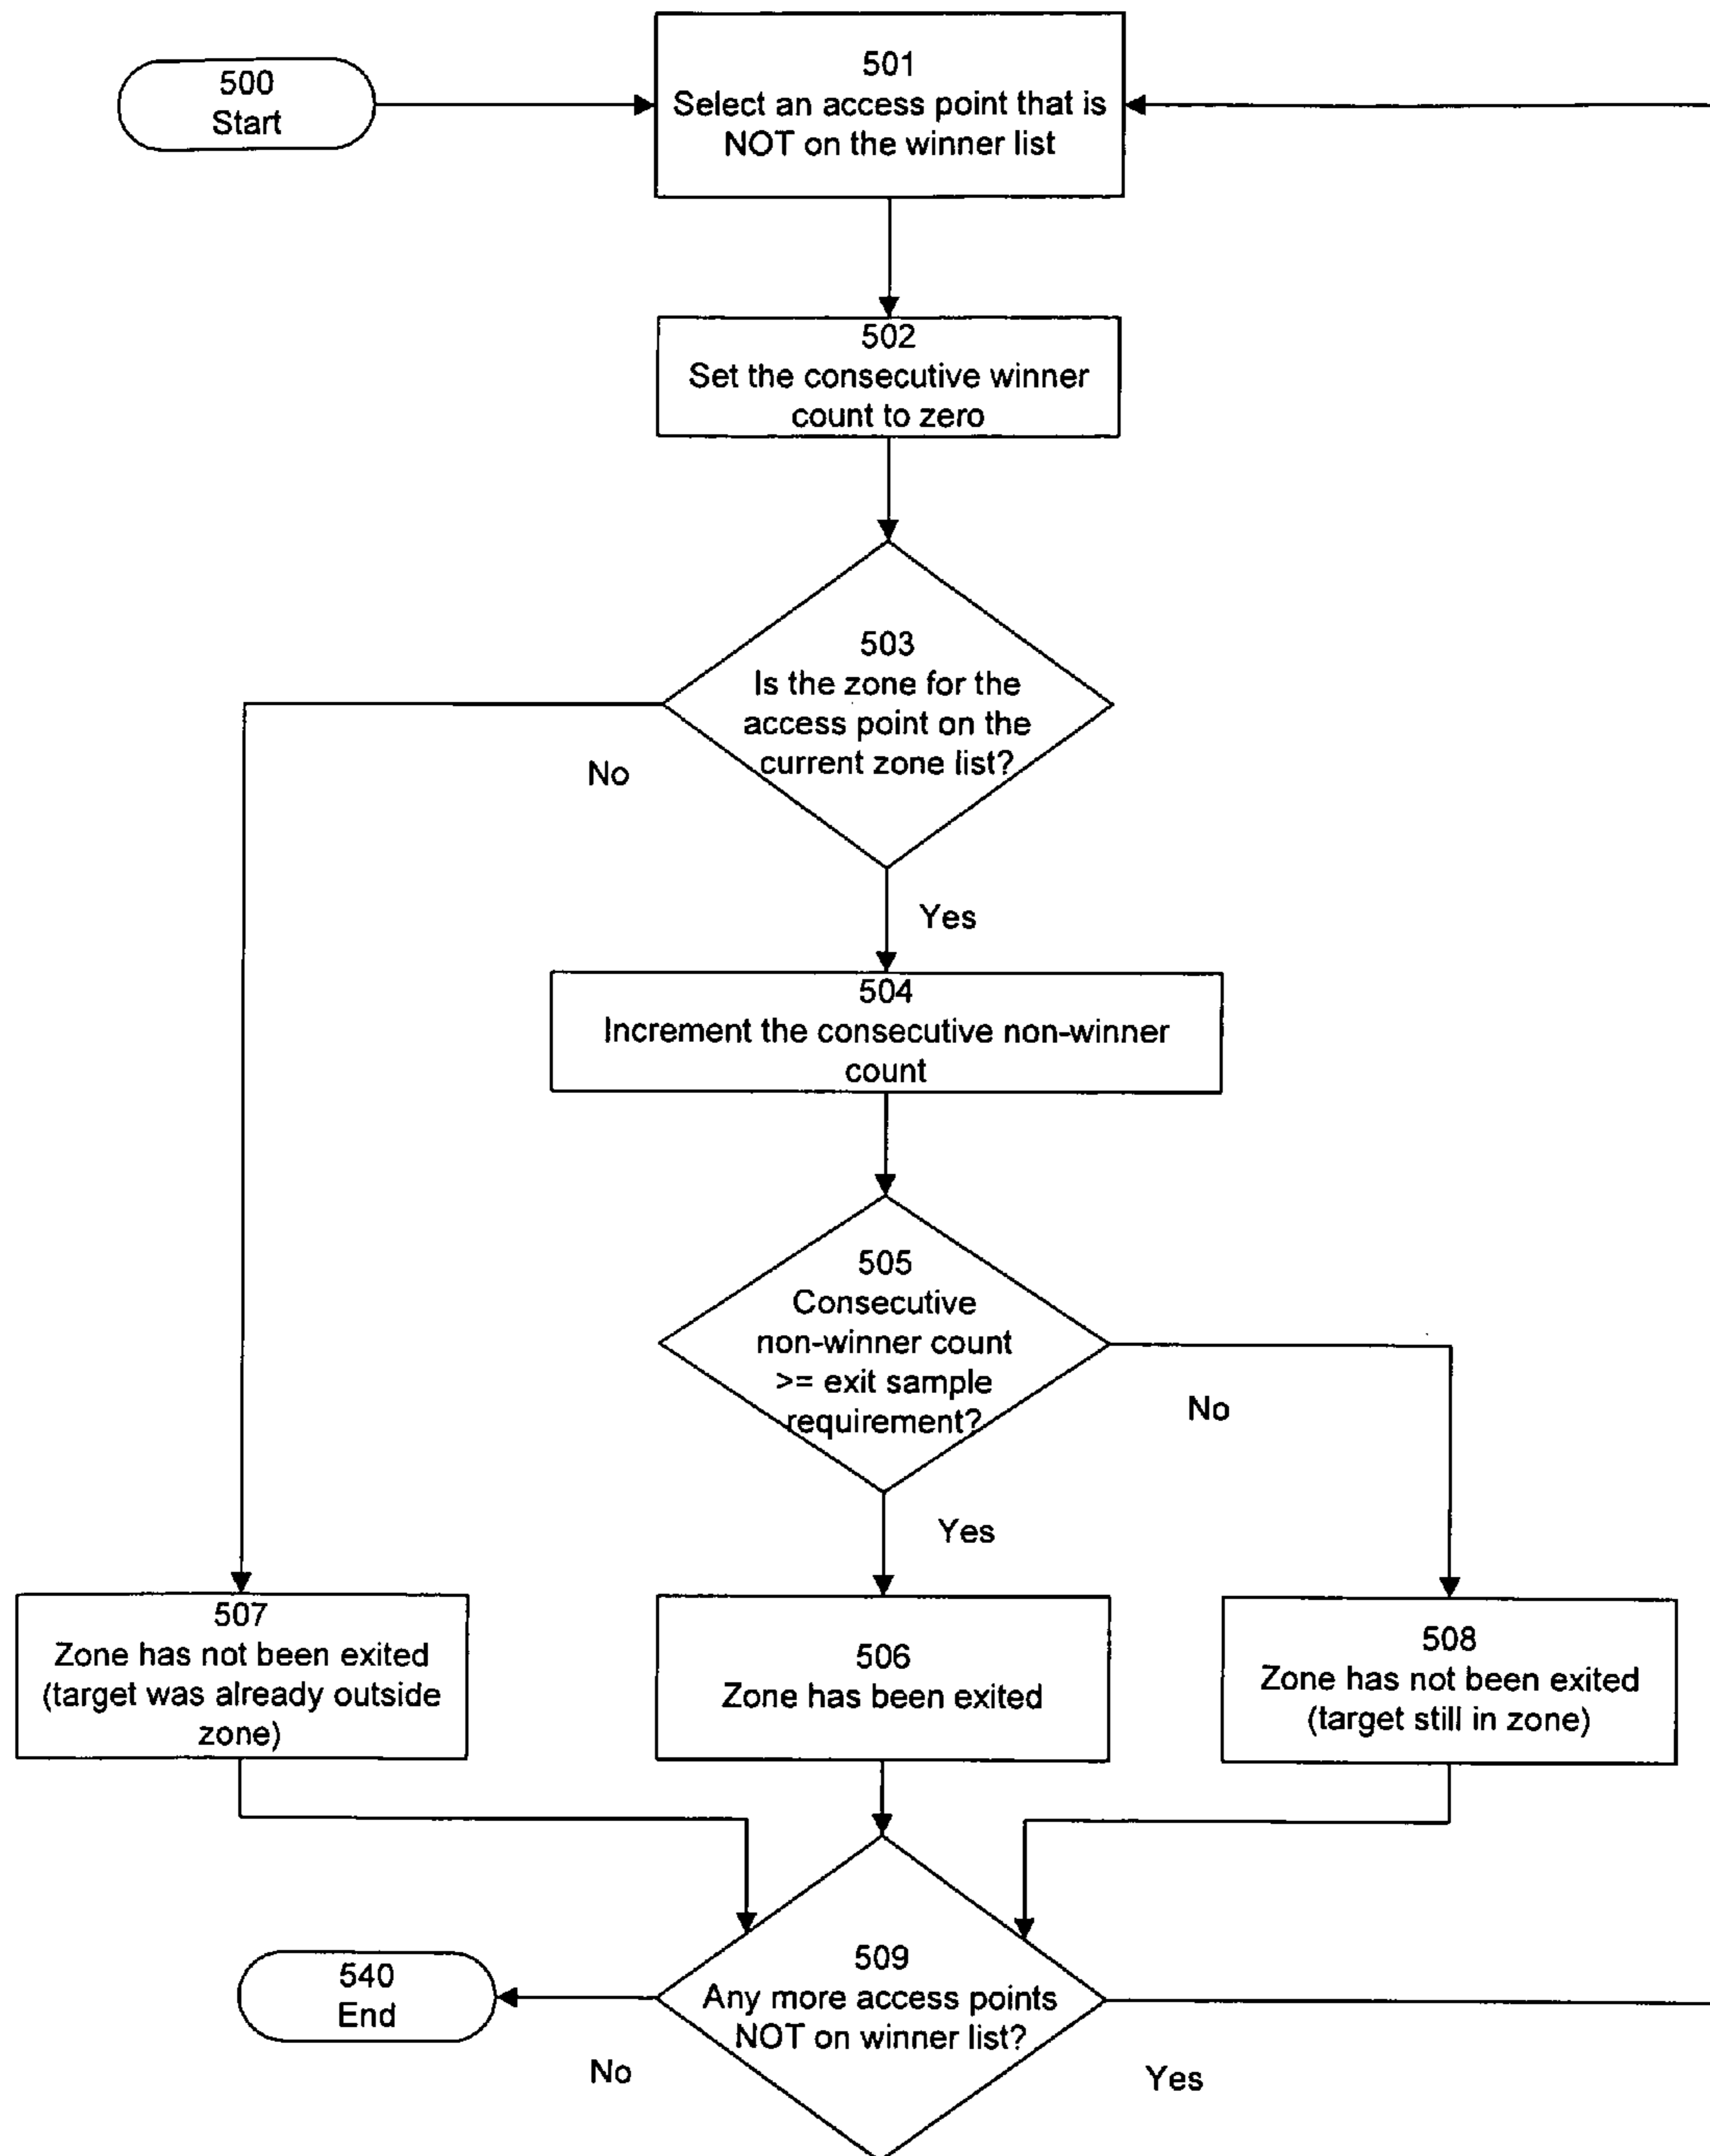 500
Start
501
Select an access point that is
NOT on the winner list
502
Set the consecutive winner
count to zero
503
Is the zone for the
access point on the
current zone list?
No
Yes
504
Increment the consecutive non-winner
count
505
Consecutive
non-winner count
>= exit sample
requirement?
No
Yes
507
Zone has not been exited
(target was already outside
zone)
506
Zone has been exited
508
Zone has not been exited
(target still in zone)
540
End
509
Any more access points
NOT on winner list?
No
Yes